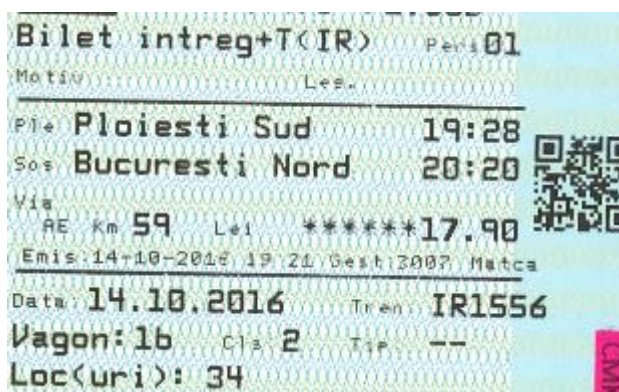 Bilet intreg+T(IR) Pers 01
Motiv Leg.
Ple Ploiesti Sud 19:28
Sos Bucuresti Nord 20:20
Via
AE Km 59 Lei ******17.90
Emis 14-10-2016 19 21 Gest 3007 Matca
Data 14.10.2016 Tren IR1556
Vagon: 1b Cls 2 Tip --
Loc(uri): 34